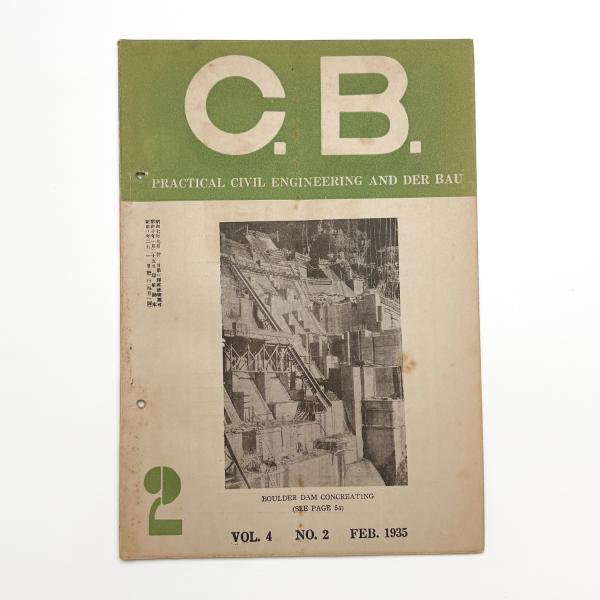 C.B.
PRACTICAL CIVIL ENGINEERING AND DER BAU
BOULDER DAM CONCREATING
(SEE PAGE 54)
2
VOL. 4 NO. 2 FEB. 1935